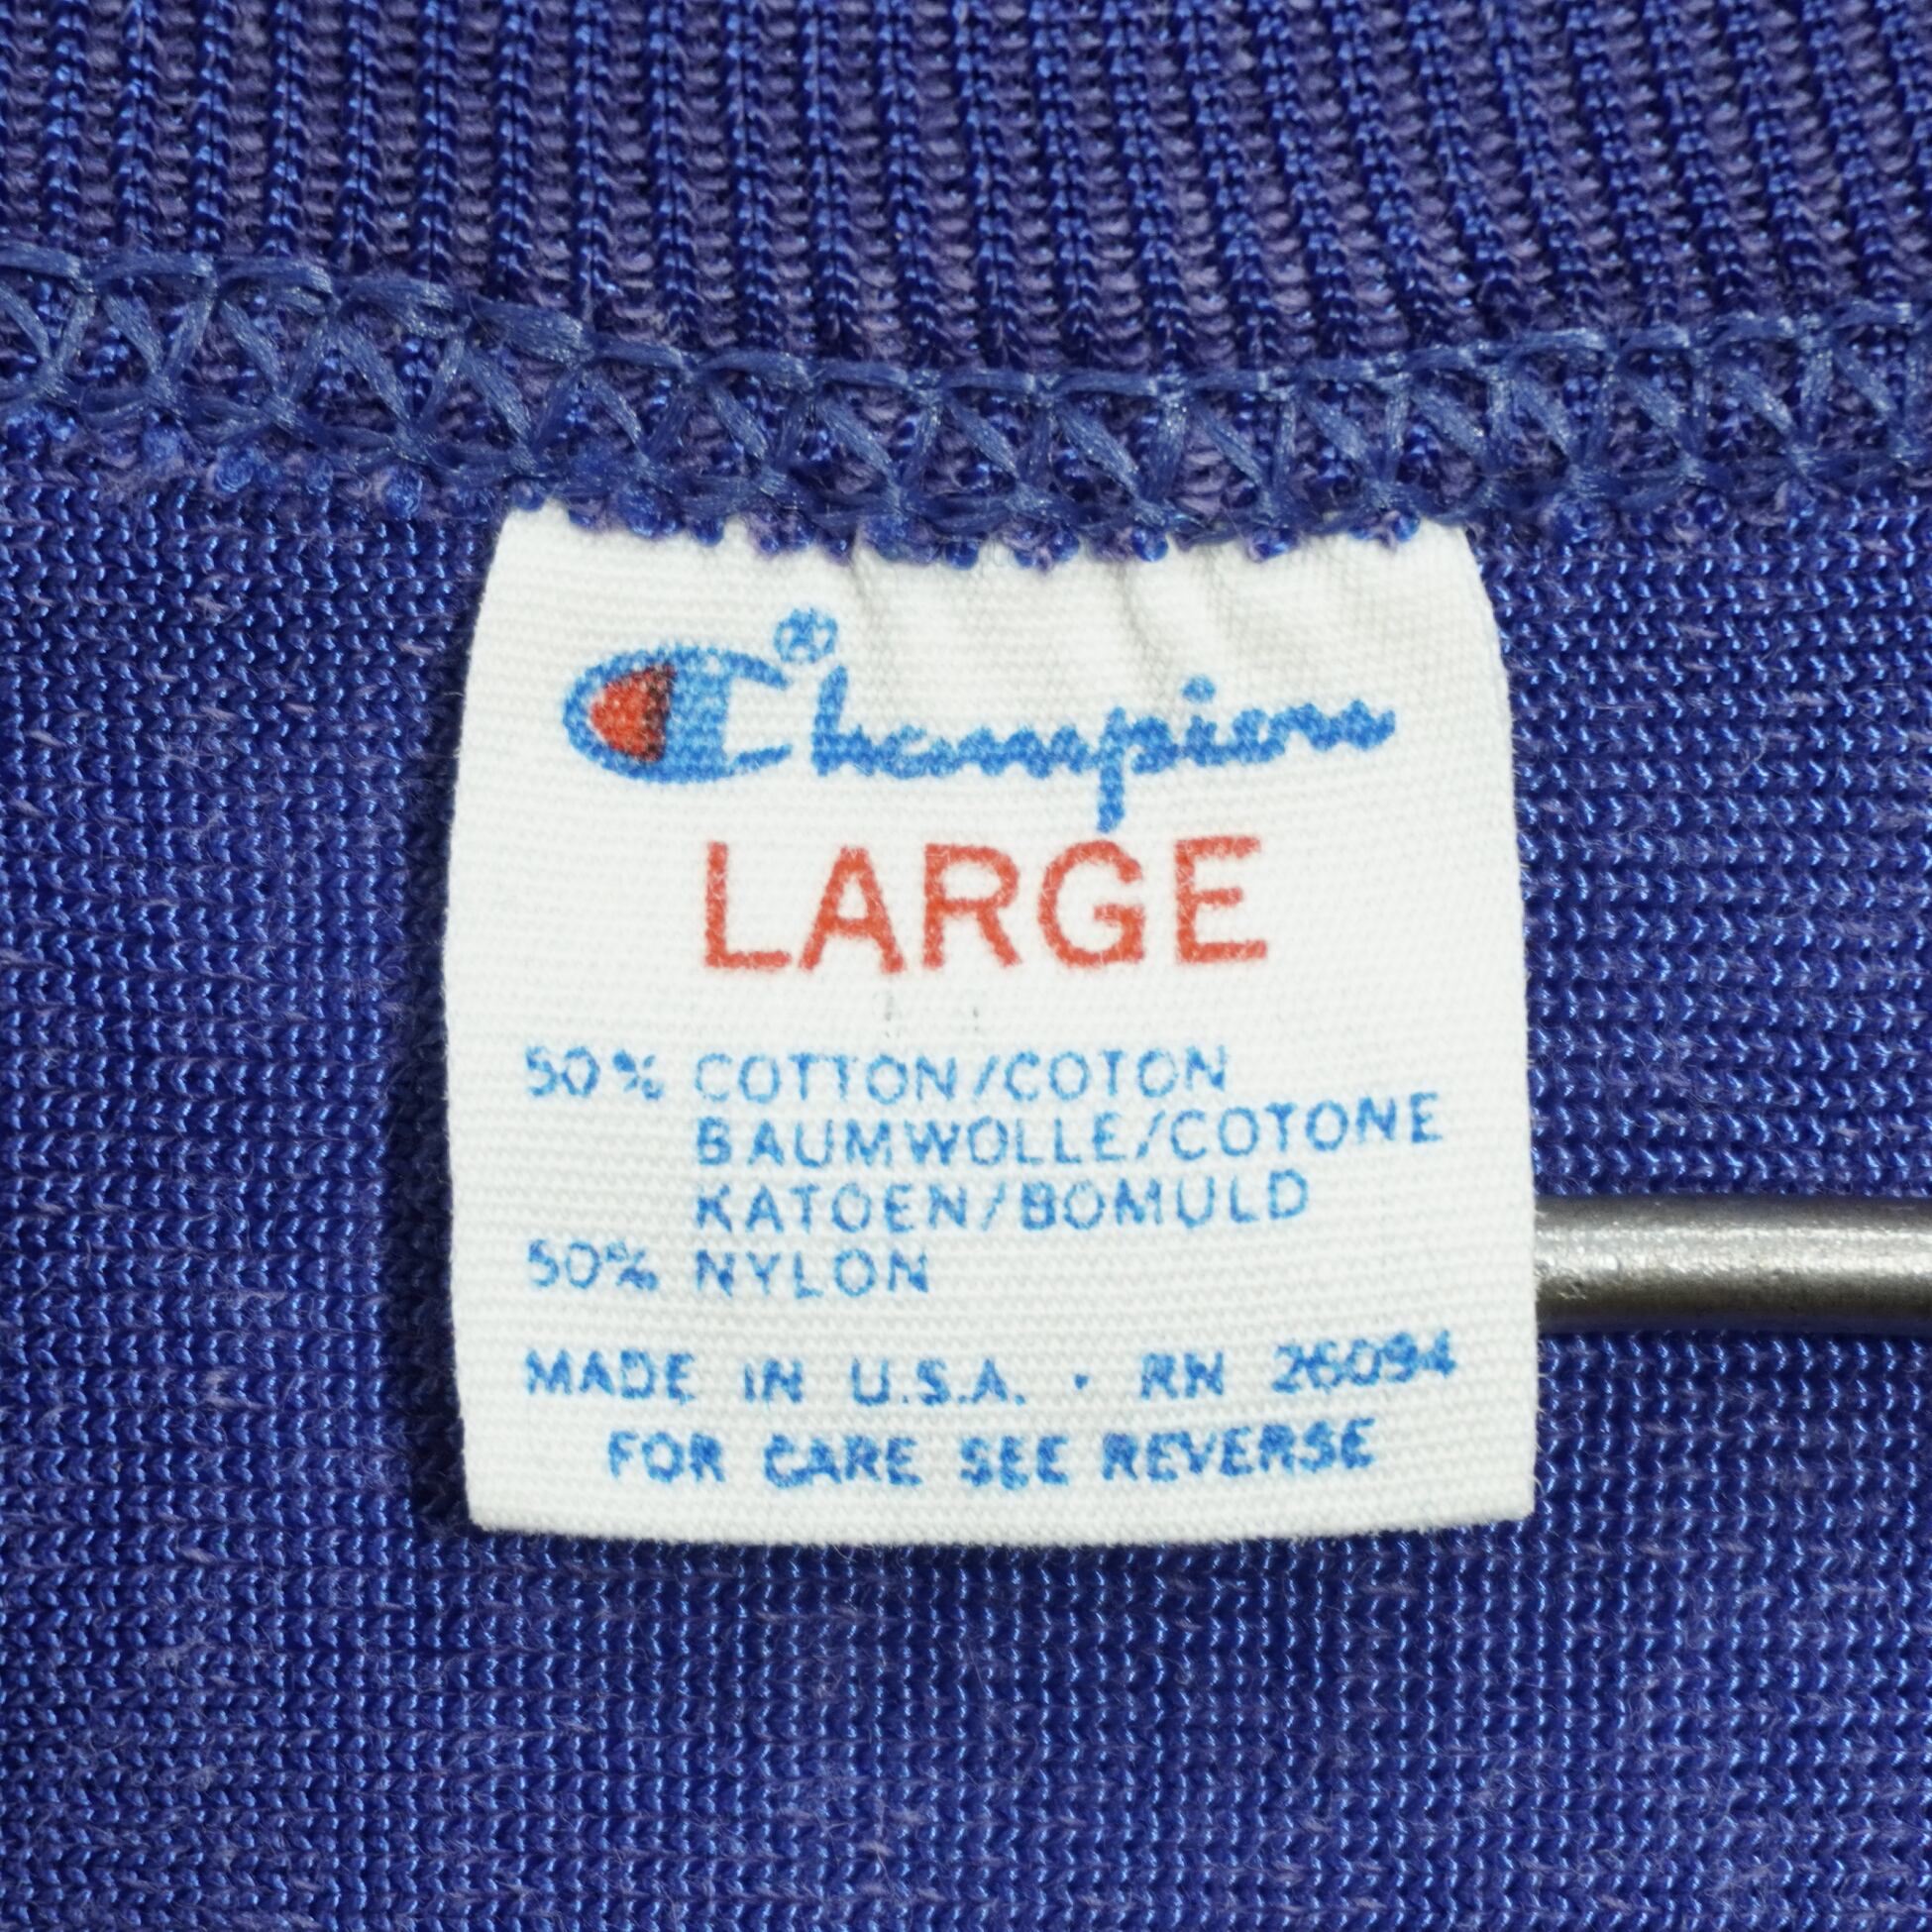 Champion®
LARGE
50% COTTON/COTON
BAUMWOLLE/COTONE
KATOEN/BOMULD
50% NYLON
MADE IN U.S.A. · RN 26094
FOR CARE SEE REVERSE